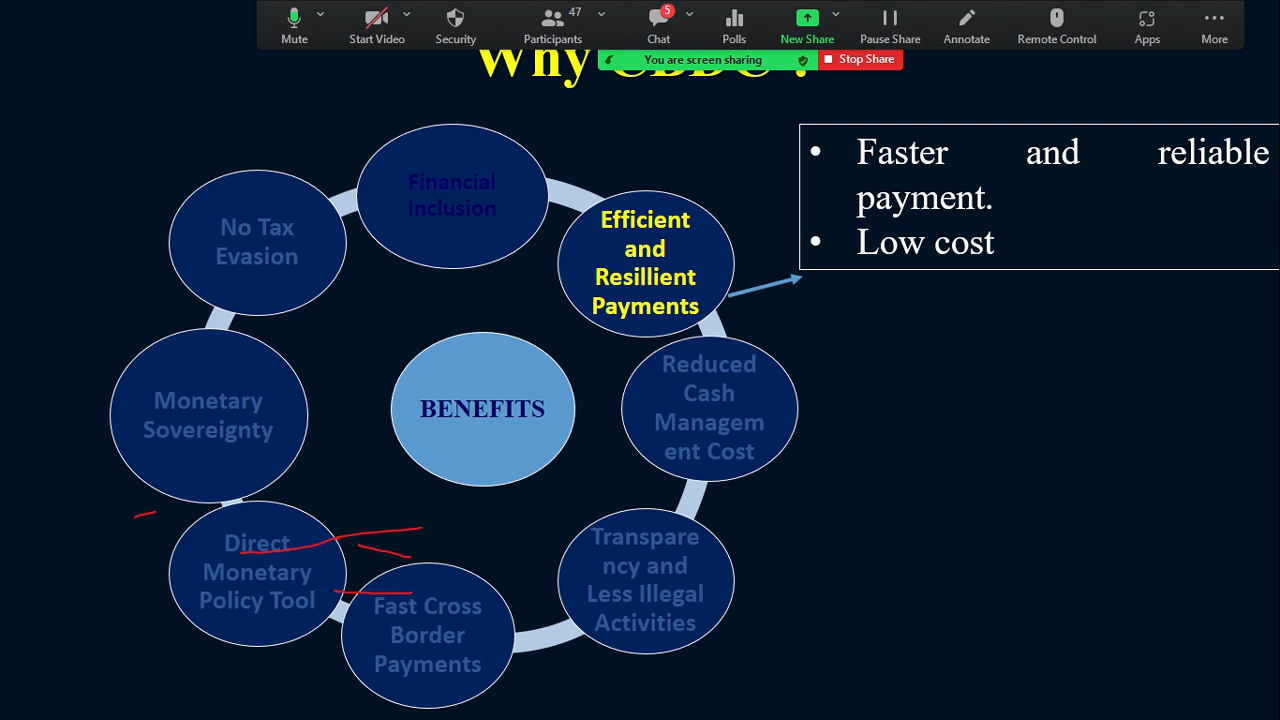 Mute
Start Video
Security
Participants
47
Chat
5
Polls
New Share
Pause Share
Annotate
Remote Control
Apps
More
You are screen sharing
Stop Share
Why
Financial
Inclusion
Efficient
and
Resillient
Payments
Reduced
Cash
Managem
ent Cost
Transpare
ncy and
Less Illegal
Activities
Fast Cross
Border
Payments
Direct
Monetary
Policy Tool
Monetary
Sovereignty
No Tax
Evasion
BENEFITS
• Faster and reliable
payment.
• Low cost